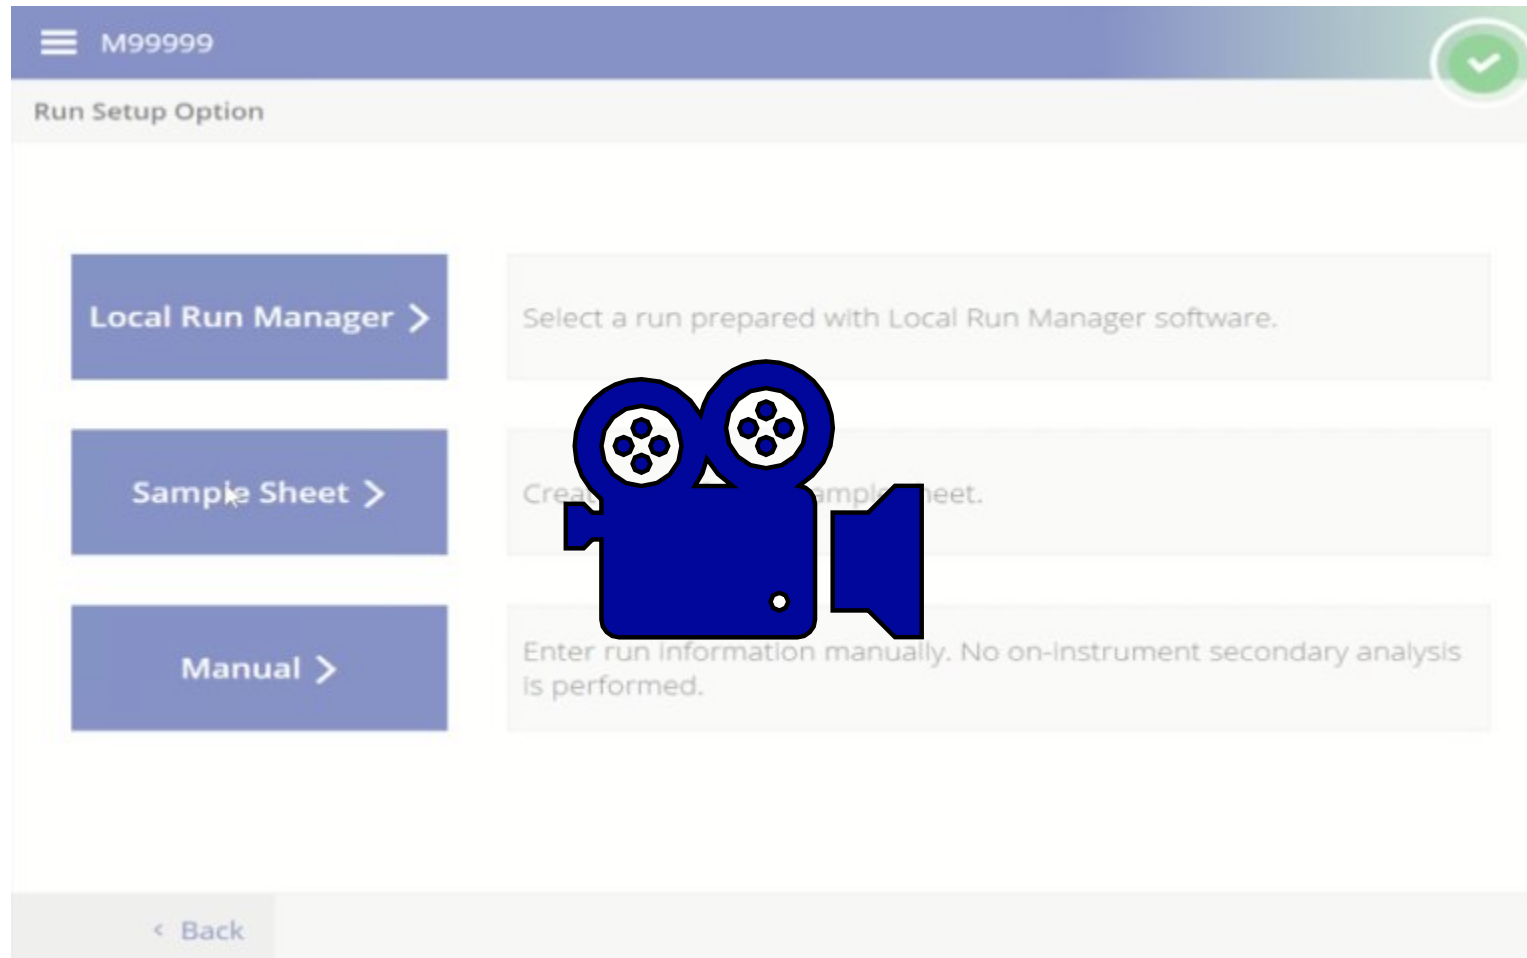 M99999
Run Setup Option
Local Run Manager
Select a run prepared with Local Run Manager software.
Sample Sheet
Enter run information manually. No on-instrument secondary analysis
is performed.
Manual
Back